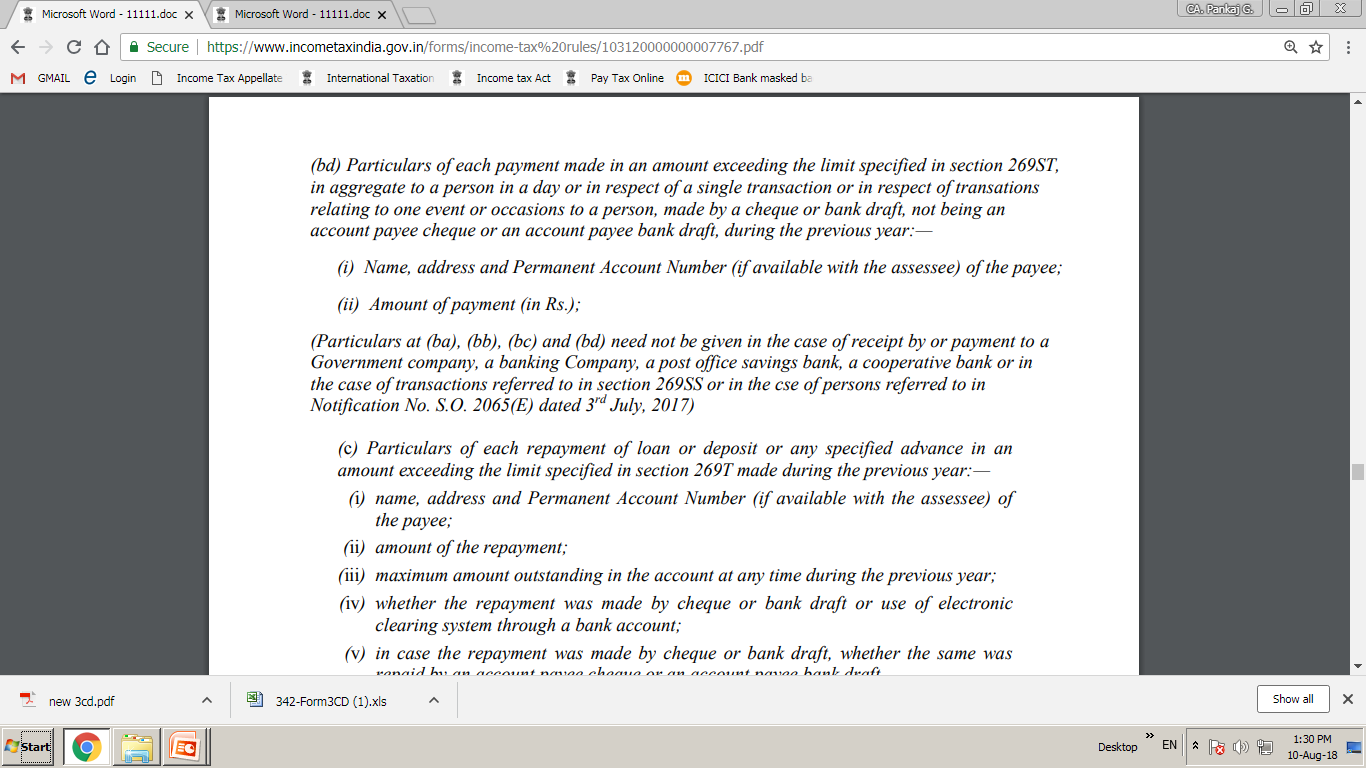 Microsoft Word - 11111.doc
Microsoft Word - 11111.doc
CA. Pankaj G.
Secure
https://www.incometaxindia.gov.in/forms/income-tax%20rules/103120000000007767.pdf
GMAIL Login Income Tax Appellate International Taxation Income tax Act Pay Tax Online ICICI Bank masked ba
(bd) Particulars of each payment made in an amount exceeding the limit specified in section 269ST,
in aggregate to a person in a day or in respect of a single transaction or in respect of transations
relating to one event or occasions to a person, made by a cheque or bank draft, not being an
account payee cheque or an account payee bank draft, during the previous year:—
(i) Name, address and Permanent Account Number (if available with the assessee) of the payee;
(ii) Amount of payment (in Rs.);
(Particulars at (ba), (bb), (bc) and (bd) need not be given in the case of receipt by or payment to a
Government company, a banking Company, a post office savings bank, a cooperative bank or in
the case of transactions referred to in section 269SS or in the cse of persons referred to in
Notification No. S.O. 2065(E) dated 3rd July, 2017)
(c) Particulars of each repayment of loan or deposit or any specified advance in an
amount exceeding the limit specified in section 269T made during the previous year:—
(i) name, address and Permanent Account Number (if available with the assessee) of
the payee;
(ii) amount of the repayment;
(iii) maximum amount outstanding in the account at any time during the previous year;
(iv) whether the repayment was made by cheque or bank draft or use of electronic
clearing system through a bank account;
(v) in case the repayment was made by cheque or bank draft, whether the same was
repaid by an account payee cheque or an account payee bank draft
new 3cd.pdf
342-Form3CD (1).xls
Show all
Start
Desktop
EN
1:30 PM
10-Aug-18